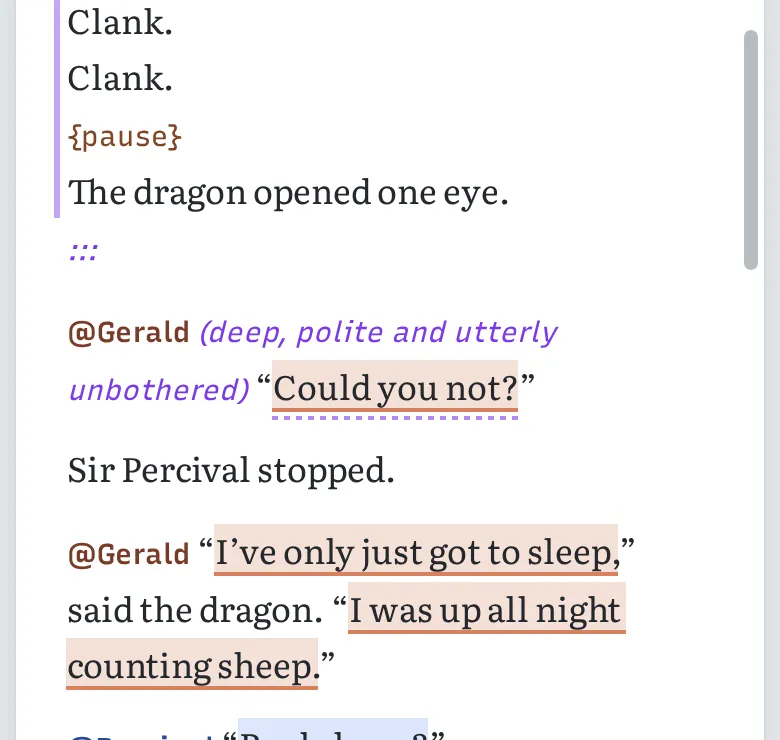 Clank.
Clank.
{pause}
The dragon opened one eye.
:::
@Gerald (deep, polite and utterly
unbothered) “Could you not?”
Sir Percival stopped.
@Gerald “I’ve only just got to sleep,”
said the dragon. “I was up all night
counting sheep.”